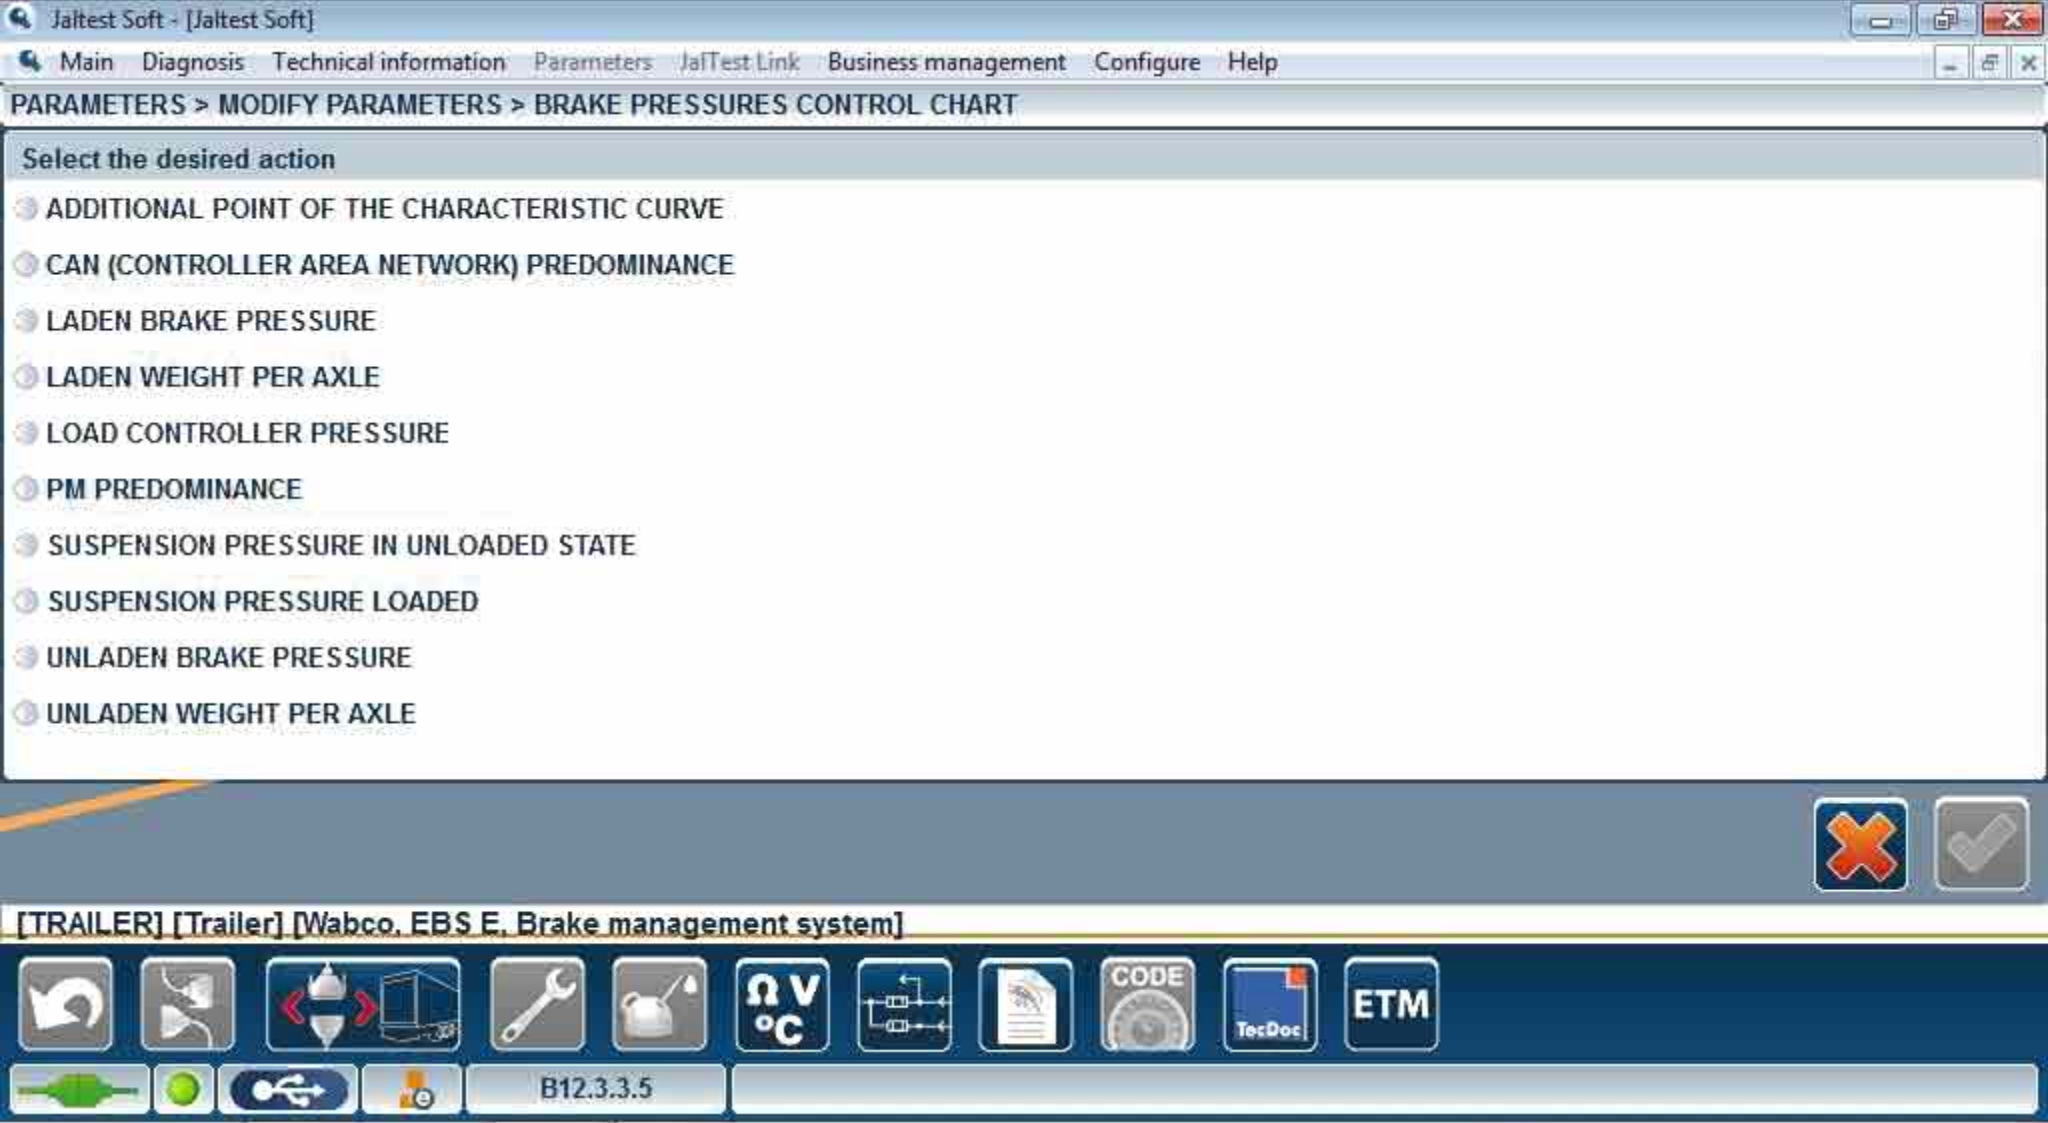 Jaltest Soft - [Jaltest Soft]
Main Diagnosis Technical information Parameters JalTest Link Business management Configure Help
PARAMETERS > MODIFY PARAMETERS > BRAKE PRESSURES CONTROL CHART
Select the desired action
ADDITIONAL POINT OF THE CHARACTERISTIC CURVE
CAN (CONTROLLER AREA NETWORK) PREDOMINANCE
LADEN BRAKE PRESSURE
LADEN WEIGHT PER AXLE
LOAD CONTROLLER PRESSURE
PM PREDOMINANCE
SUSPENSION PRESSURE IN UNLOADED STATE
SUSPENSION PRESSURE LOADED
UNLADEN BRAKE PRESSURE
UNLADEN WEIGHT PER AXLE
[TRAILER] [Trailer] [Wabco, EBS E, Brake management system]
Ω V
°C
CODE
TecDoc
ETM
B12.3.3.5